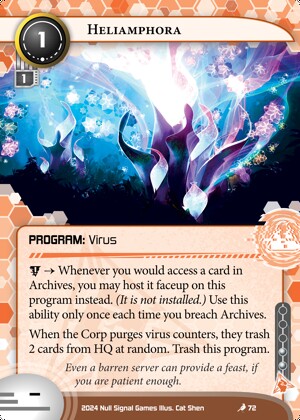 1
HELIAMPHORA
1
PROGRAM: Virus
→ Whenever you would access a card in
Archives, you may host it faceup on this
program instead. (It is not installed.) Use this
ability only once each time you breach Archives.
When the Corp purges virus counters, they trash
2 cards from HQ at random. Trash this program.
Even a barren server can provide a feast, if
you are patient enough.
–
2024 Null Signal Games Illus. Cat Shen
72